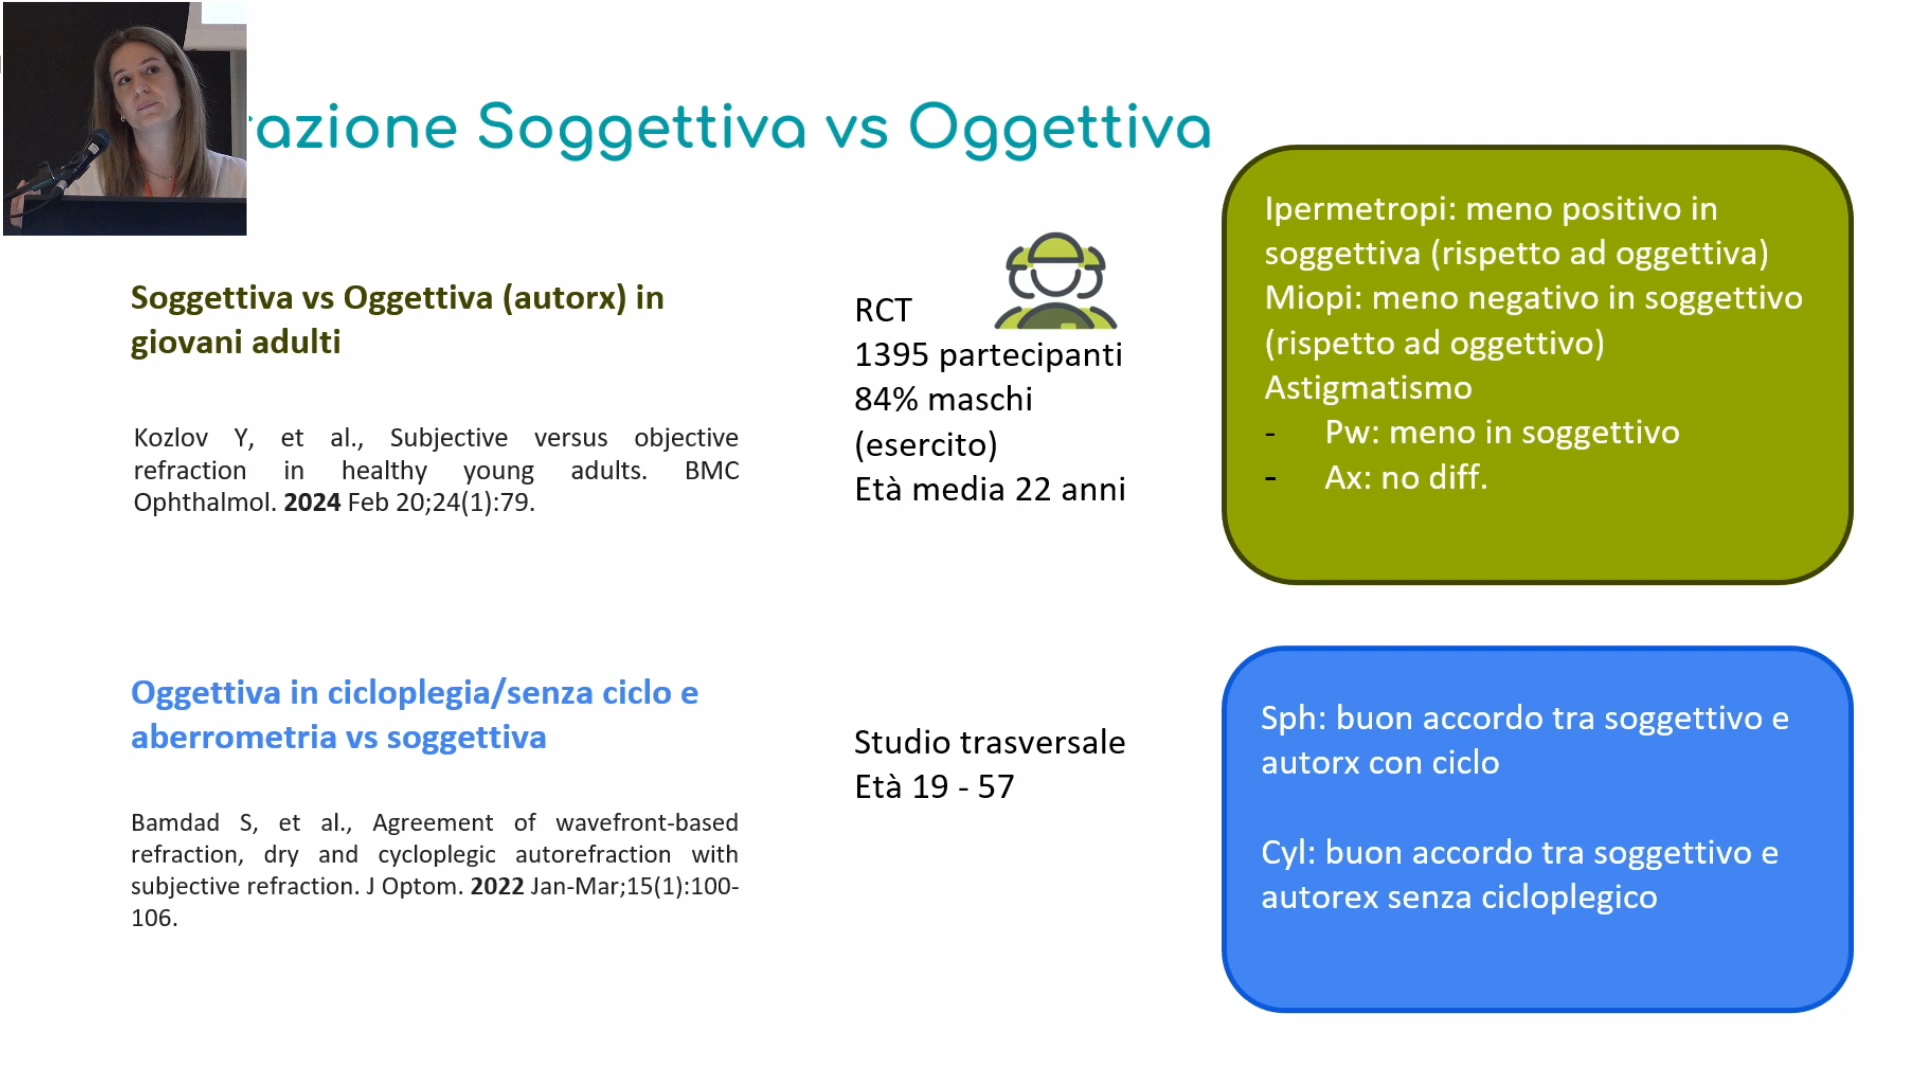 azione Soggettiva vs Oggettiva
Soggettiva vs Oggettiva (autorx) in
giovani adulti
Kozlov Y, et al., Subjective versus objective
refraction in healthy young adults. BMC
Ophthalmol. 2024 Feb 20;24(1):79.
RCT
1395 partecipanti
84% maschi
(esercito)
Età media 22 anni
Ipermetropi: meno positivo in
soggettiva (rispetto ad oggettiva)
Miopi: meno negativo in soggettivo
(rispetto ad oggettivo)
Astigmatismo
- Pw: meno in soggettivo
- Ax: no diff.
Oggettiva in cicloplegia/senza ciclo e
aberrometria vs soggettiva
Bamdad S, et al., Agreement of wavefront-based
refraction, dry and cycloplegic autorefraction with
subjective refraction. J Optom. 2022 Jan-Mar;15(1):100-
106.
Studio trasversale
Età 19 - 57
Sph: buon accordo tra soggettivo e
autorx con ciclo
Cyl: buon accordo tra soggettivo e
autorex senza cicloplegico